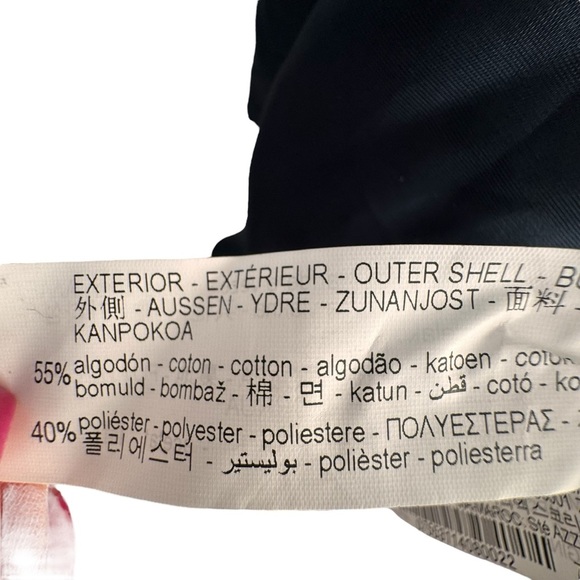 EXTERIOR - EXTÉRIEUR - OUTER SHELL -
外側 - AUSSEN - YDRE - ZUNANJOST - 面料 -
KANPOKOA
55% algodón - coton - cotton - algodão - katoen -
bomuld - bombaž - 棉 - 면 - katun - قطن - cotó -
40% poliéster - polyester - poliestere - ΠΟΛΥΕΣΤΕΡΑΣ -
폴리에스터 - بوليستير - polièster - poliesterra